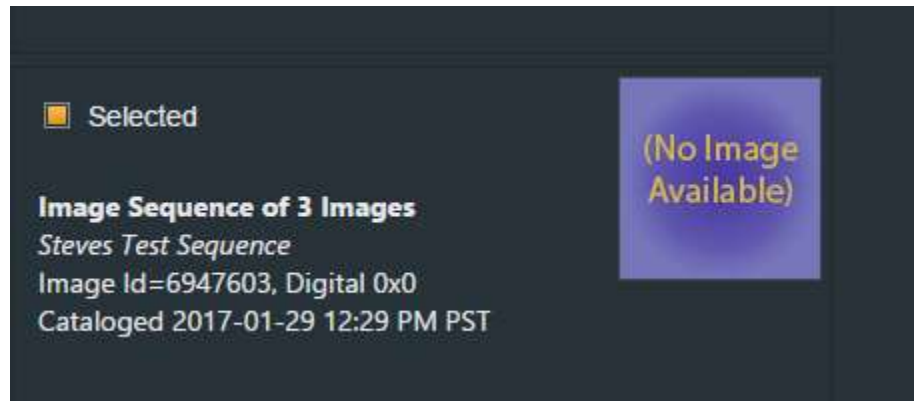 Selected
(No Image
Available)
Image Sequence of 3 Images
Steves Test Sequence
Image Id=6947603, Digital 0x0
Cataloged 2017-01-29 12:29 PM PST